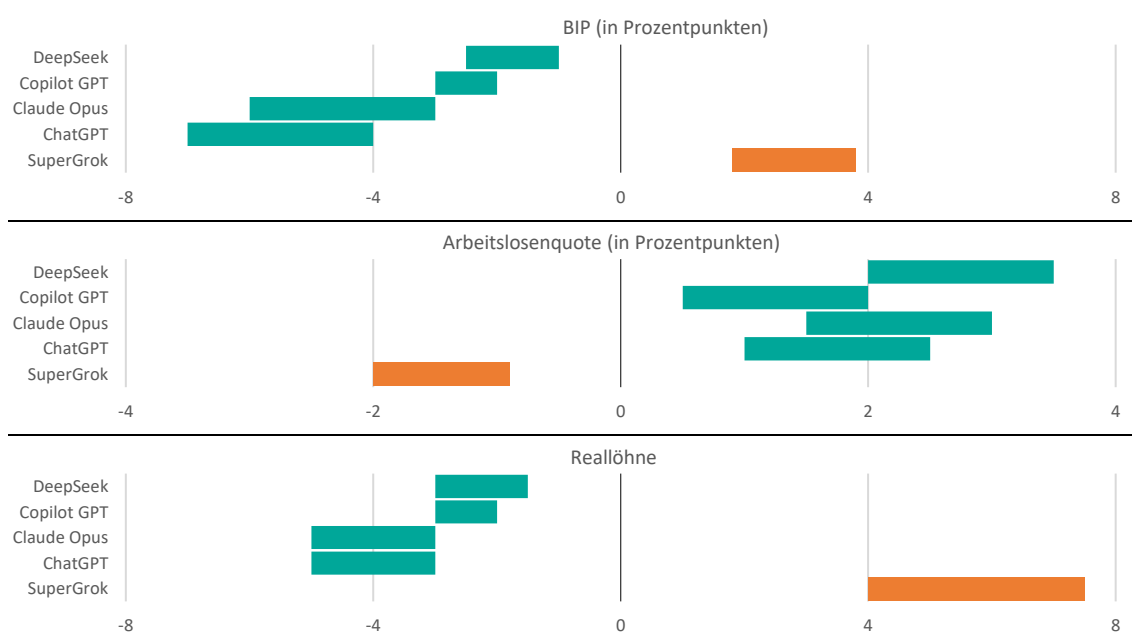 BIP (in Prozentpunkten)
DeepSeek
Copilot GPT
Claude Opus
ChatGPT
SuperGrok
-8 -4 0 4 8
Arbeitslosenquote (in Prozentpunkten)
DeepSeek
Copilot GPT
Claude Opus
ChatGPT
SuperGrok
-4 -2 0 2 4
Reallöhne
DeepSeek
Copilot GPT
Claude Opus
ChatGPT
SuperGrok
-8 -4 0 4 8